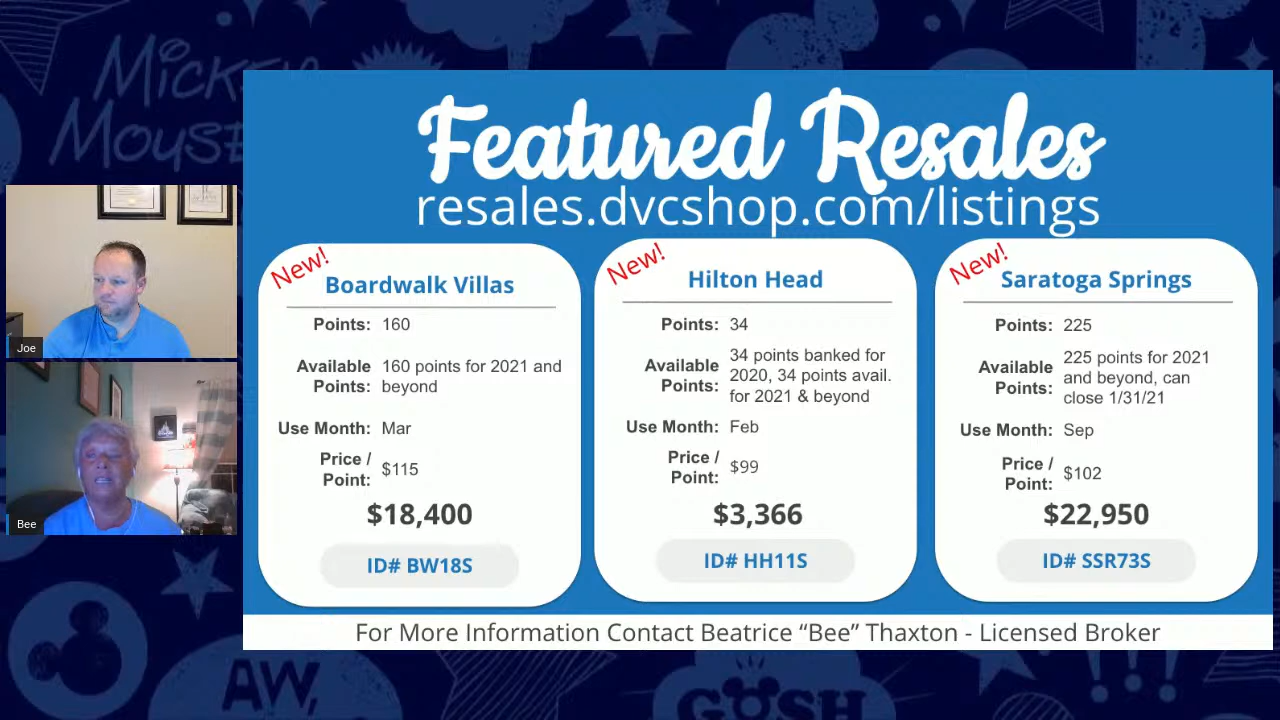 Mickey
Mouse
Featured Resales
resales.dvcshop.com/listings
New!
Boardwalk Villas
Points: 160
Available Points: 160 points for 2021 and
beyond
Use Month: Mar
Price /
Point: $115
$18,400
ID# BW18S
New!
Hilton Head
Points: 34
Available
Points: 34 points banked for
2020, 34 points avail.
for 2021 & beyond
Use Month: Feb
Price /
Point: $99
$3,366
ID# HH11S
New!
Saratoga Springs
Points: 225
Available
Points: 225 points for 2021
and beyond, can
close 1/31/21
Use Month: Sep
Price /
Point: $102
$22,950
ID# SSR73S
For More Information Contact Beatrice “Bee” Thaxton - Licensed Broker
Joe
Bee
AW,
GOSH